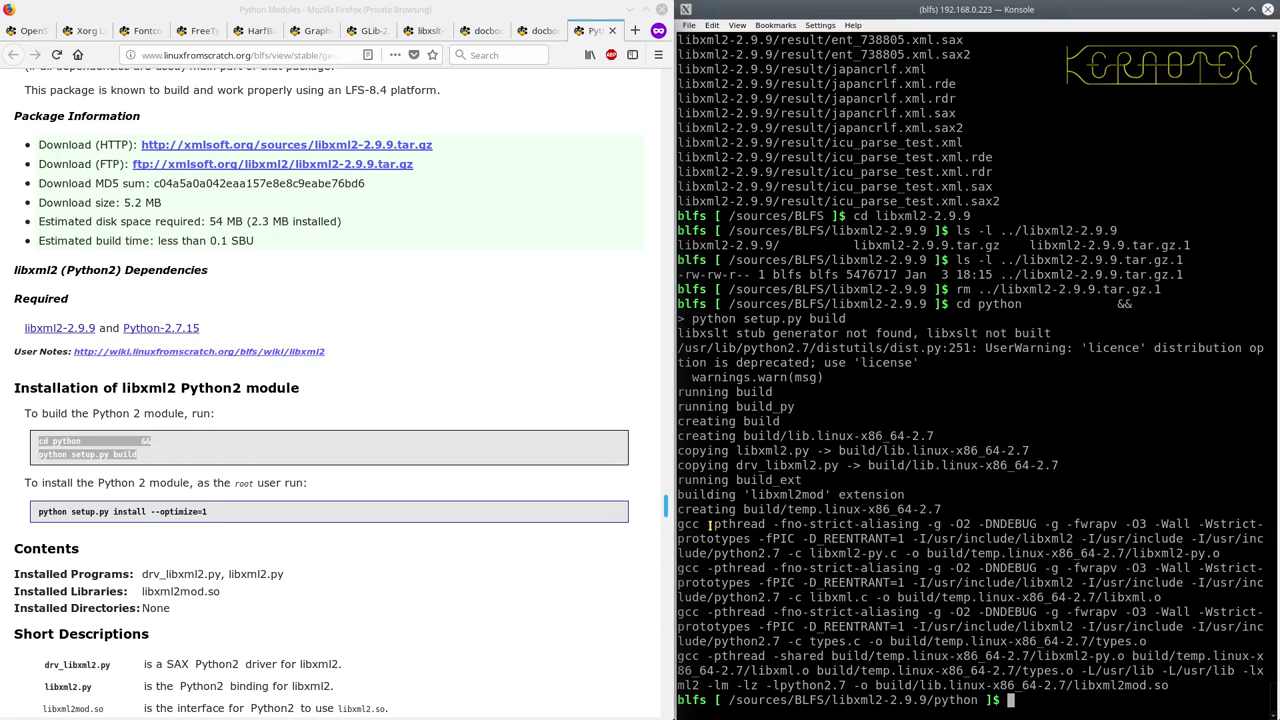 Python Modules - Mozilla Firefox (Private Browsing)
OpenS
Xorg L
Fontco
FreeTy
HarfBu
Graph
GLib-2
libxslt
docbo
docbo
Pyt
www.linuxfromscratch.org/blfs/view/stable/ge
Search
This package is known to build and work properly using an LFS-8.4 platform.
Package Information
Download (HTTP): http://xmlsoft.org/sources/libxml2-2.9.9.tar.gz
Download (FTP): ftp://xmlsoft.org/libxml2/libxml2-2.9.9.tar.gz
Download MD5 sum: c04a5a0a042eaa157e8e8c9eabe76bd6
Download size: 5.2 MB
Estimated disk space required: 54 MB (2.3 MB installed)
Estimated build time: less than 0.1 SBU
libxml2 (Python2) Dependencies
Required
libxml2-2.9.9 and Python-2.7.15
User Notes: http://wiki.linuxfromscratch.org/blfs/wiki/libxml2
Installation of libxml2 Python2 module
To build the Python 2 module, run:
cd python &&
python setup.py build
To install the Python 2 module, as the root user run:
python setup.py install --optimize=1
Contents
Installed Programs: drv_libxml2.py, libxml2.py
Installed Libraries: libxml2mod.so
Installed Directories: None
Short Descriptions
drv_libxml2.py is a SAX Python2 driver for libxml2.
libxml2.py is the Python2 binding for libxml2.
libxml2mod.so is the interface for Python2 to use libxml2.so.
(blfs) 192.168.0.223 — Konsole
File Edit View Bookmarks Settings Help
KERNOTEX
libxml2-2.9.9/result/ent_738805.xml.sax
libxml2-2.9.9/result/ent_738805.xml.sax2
libxml2-2.9.9/result/japancrlf.xml
libxml2-2.9.9/result/japancrlf.xml.rde
libxml2-2.9.9/result/japancrlf.xml.rdr
libxml2-2.9.9/result/japancrlf.xml.sax
libxml2-2.9.9/result/japancrlf.xml.sax2
libxml2-2.9.9/result/icu_parse_test.xml
libxml2-2.9.9/result/icu_parse_test.xml.rde
libxml2-2.9.9/result/icu_parse_test.xml.rdr
libxml2-2.9.9/result/icu_parse_test.xml.sax
libxml2-2.9.9/result/icu_parse_test.xml.sax2
blfs [ /sources/BLFS ]$ cd libxml2-2.9.9
blfs [ /sources/BLFS/libxml2-2.9.9 ]$ ls -l ../libxml2-2.9.9
libxml2-2.9.9/ libxml2-2.9.9.tar.gz libxml2-2.9.9.tar.gz.1
blfs [ /sources/BLFS/libxml2-2.9.9 ]$ ls -l ../libxml2-2.9.9.tar.gz.1
-rw-rw-r-- 1 blfs blfs 5476717 Jan 3 18:15 ../libxml2-2.9.9.tar.gz.1
blfs [ /sources/BLFS/libxml2-2.9.9 ]$ rm ../libxml2-2.9.9.tar.gz.1
blfs [ /sources/BLFS/libxml2-2.9.9 ]$ cd python &&
> python setup.py build
libxslt stub generator not found, libxslt not built
/usr/lib/python2.7/distutils/dist.py:251: UserWarning: 'licence' distribution op
tion is deprecated; use 'license'
warnings.warn(msg)
running build
running build_py
creating build
creating build/lib.linux-x86_64-2.7
copying libxml2.py -> build/lib.linux-x86_64-2.7
copying drv_libxml2.py -> build/lib.linux-x86_64-2.7
running build_ext
building 'libxml2mod' extension
creating build/temp.linux-x86_64-2.7
gcc -pthread -fno-strict-aliasing -g -O2 -DNDEBUG -g -fwrapv -O3 -Wall -Wstrict-
prototypes -fPIC -D_REENTRANT=1 -I/usr/include/libxml2 -I/usr/include -I/usr/inc
lude/python2.7 -c libxml2-py.c -o build/temp.linux-x86_64-2.7/libxml2-py.o
gcc -pthread -fno-strict-aliasing -g -O2 -DNDEBUG -g -fwrapv -O3 -Wall -Wstrict-
prototypes -fPIC -D_REENTRANT=1 -I/usr/include/libxml2 -I/usr/include -I/usr/inc
lude/python2.7 -c libxml.c -o build/temp.linux-x86_64-2.7/libxml.o
gcc -pthread -fno-strict-aliasing -g -O2 -DNDEBUG -g -fwrapv -O3 -Wall -Wstrict-
prototypes -fPIC -D_REENTRANT=1 -I/usr/include/libxml2 -I/usr/include -I/usr/inc
lude/python2.7 -c types.c -o build/temp.linux-x86_64-2.7/types.o
gcc -pthread -shared build/temp.linux-x86_64-2.7/libxml2-py.o build/temp.linux-x
86_64-2.7/libxml.o build/temp.linux-x86_64-2.7/types.o -L/usr/lib -L/usr/lib -lx
ml2 -lm -lz -lpython2.7 -o build/lib.linux-x86_64-2.7/libxml2mod.so
blfs [ /sources/BLFS/libxml2-2.9.9/python ]$